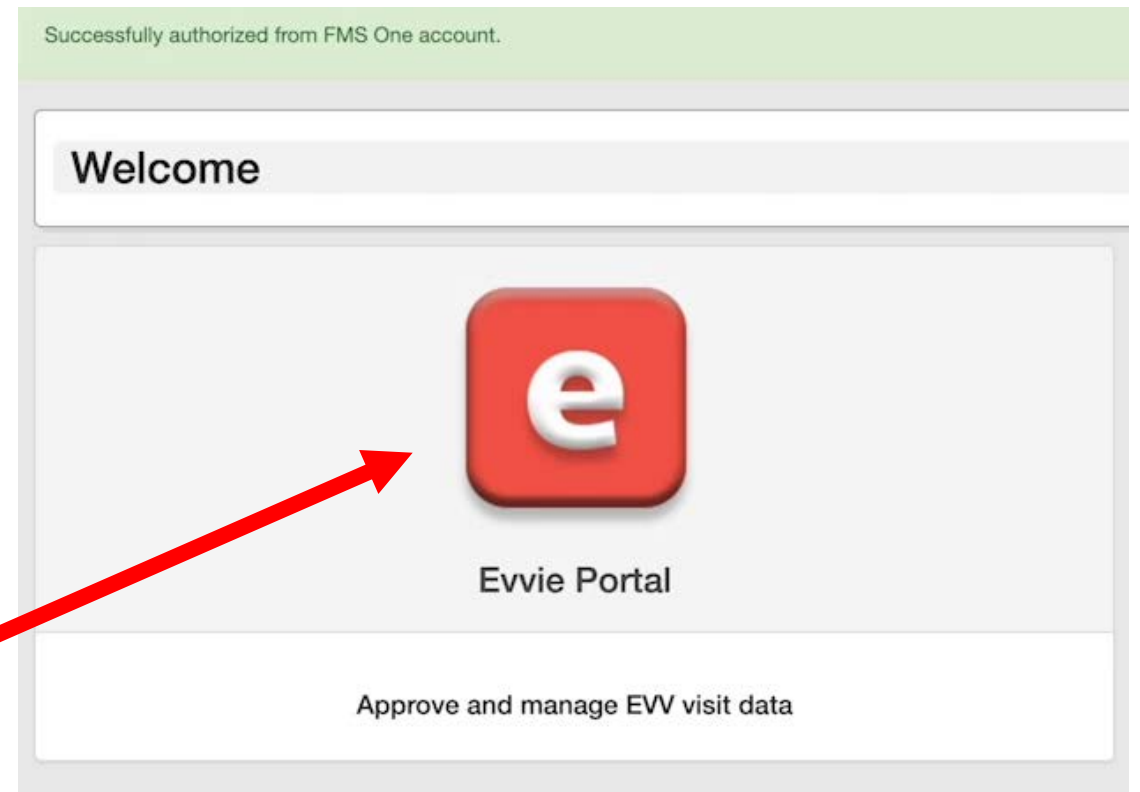 Successfully authorized from FMS One account.
Welcome
e
Evvie Portal
Approve and manage EVV visit data